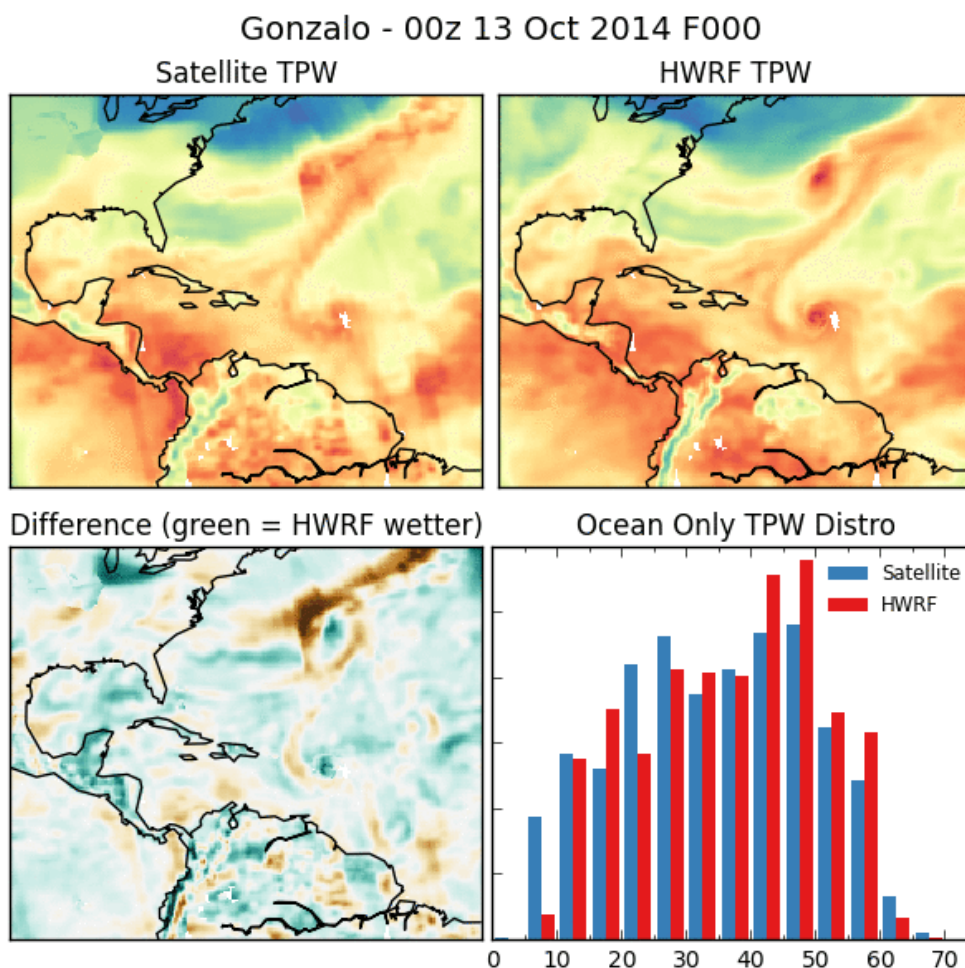 Gonzalo - 00z 13 Oct 2014 F000
Satellite TPW
HWRF TPW
Difference (green = HWRF wetter)
Ocean Only TPW Distro
Satellite
HWRF
0 10 20 30 40 50 60 70